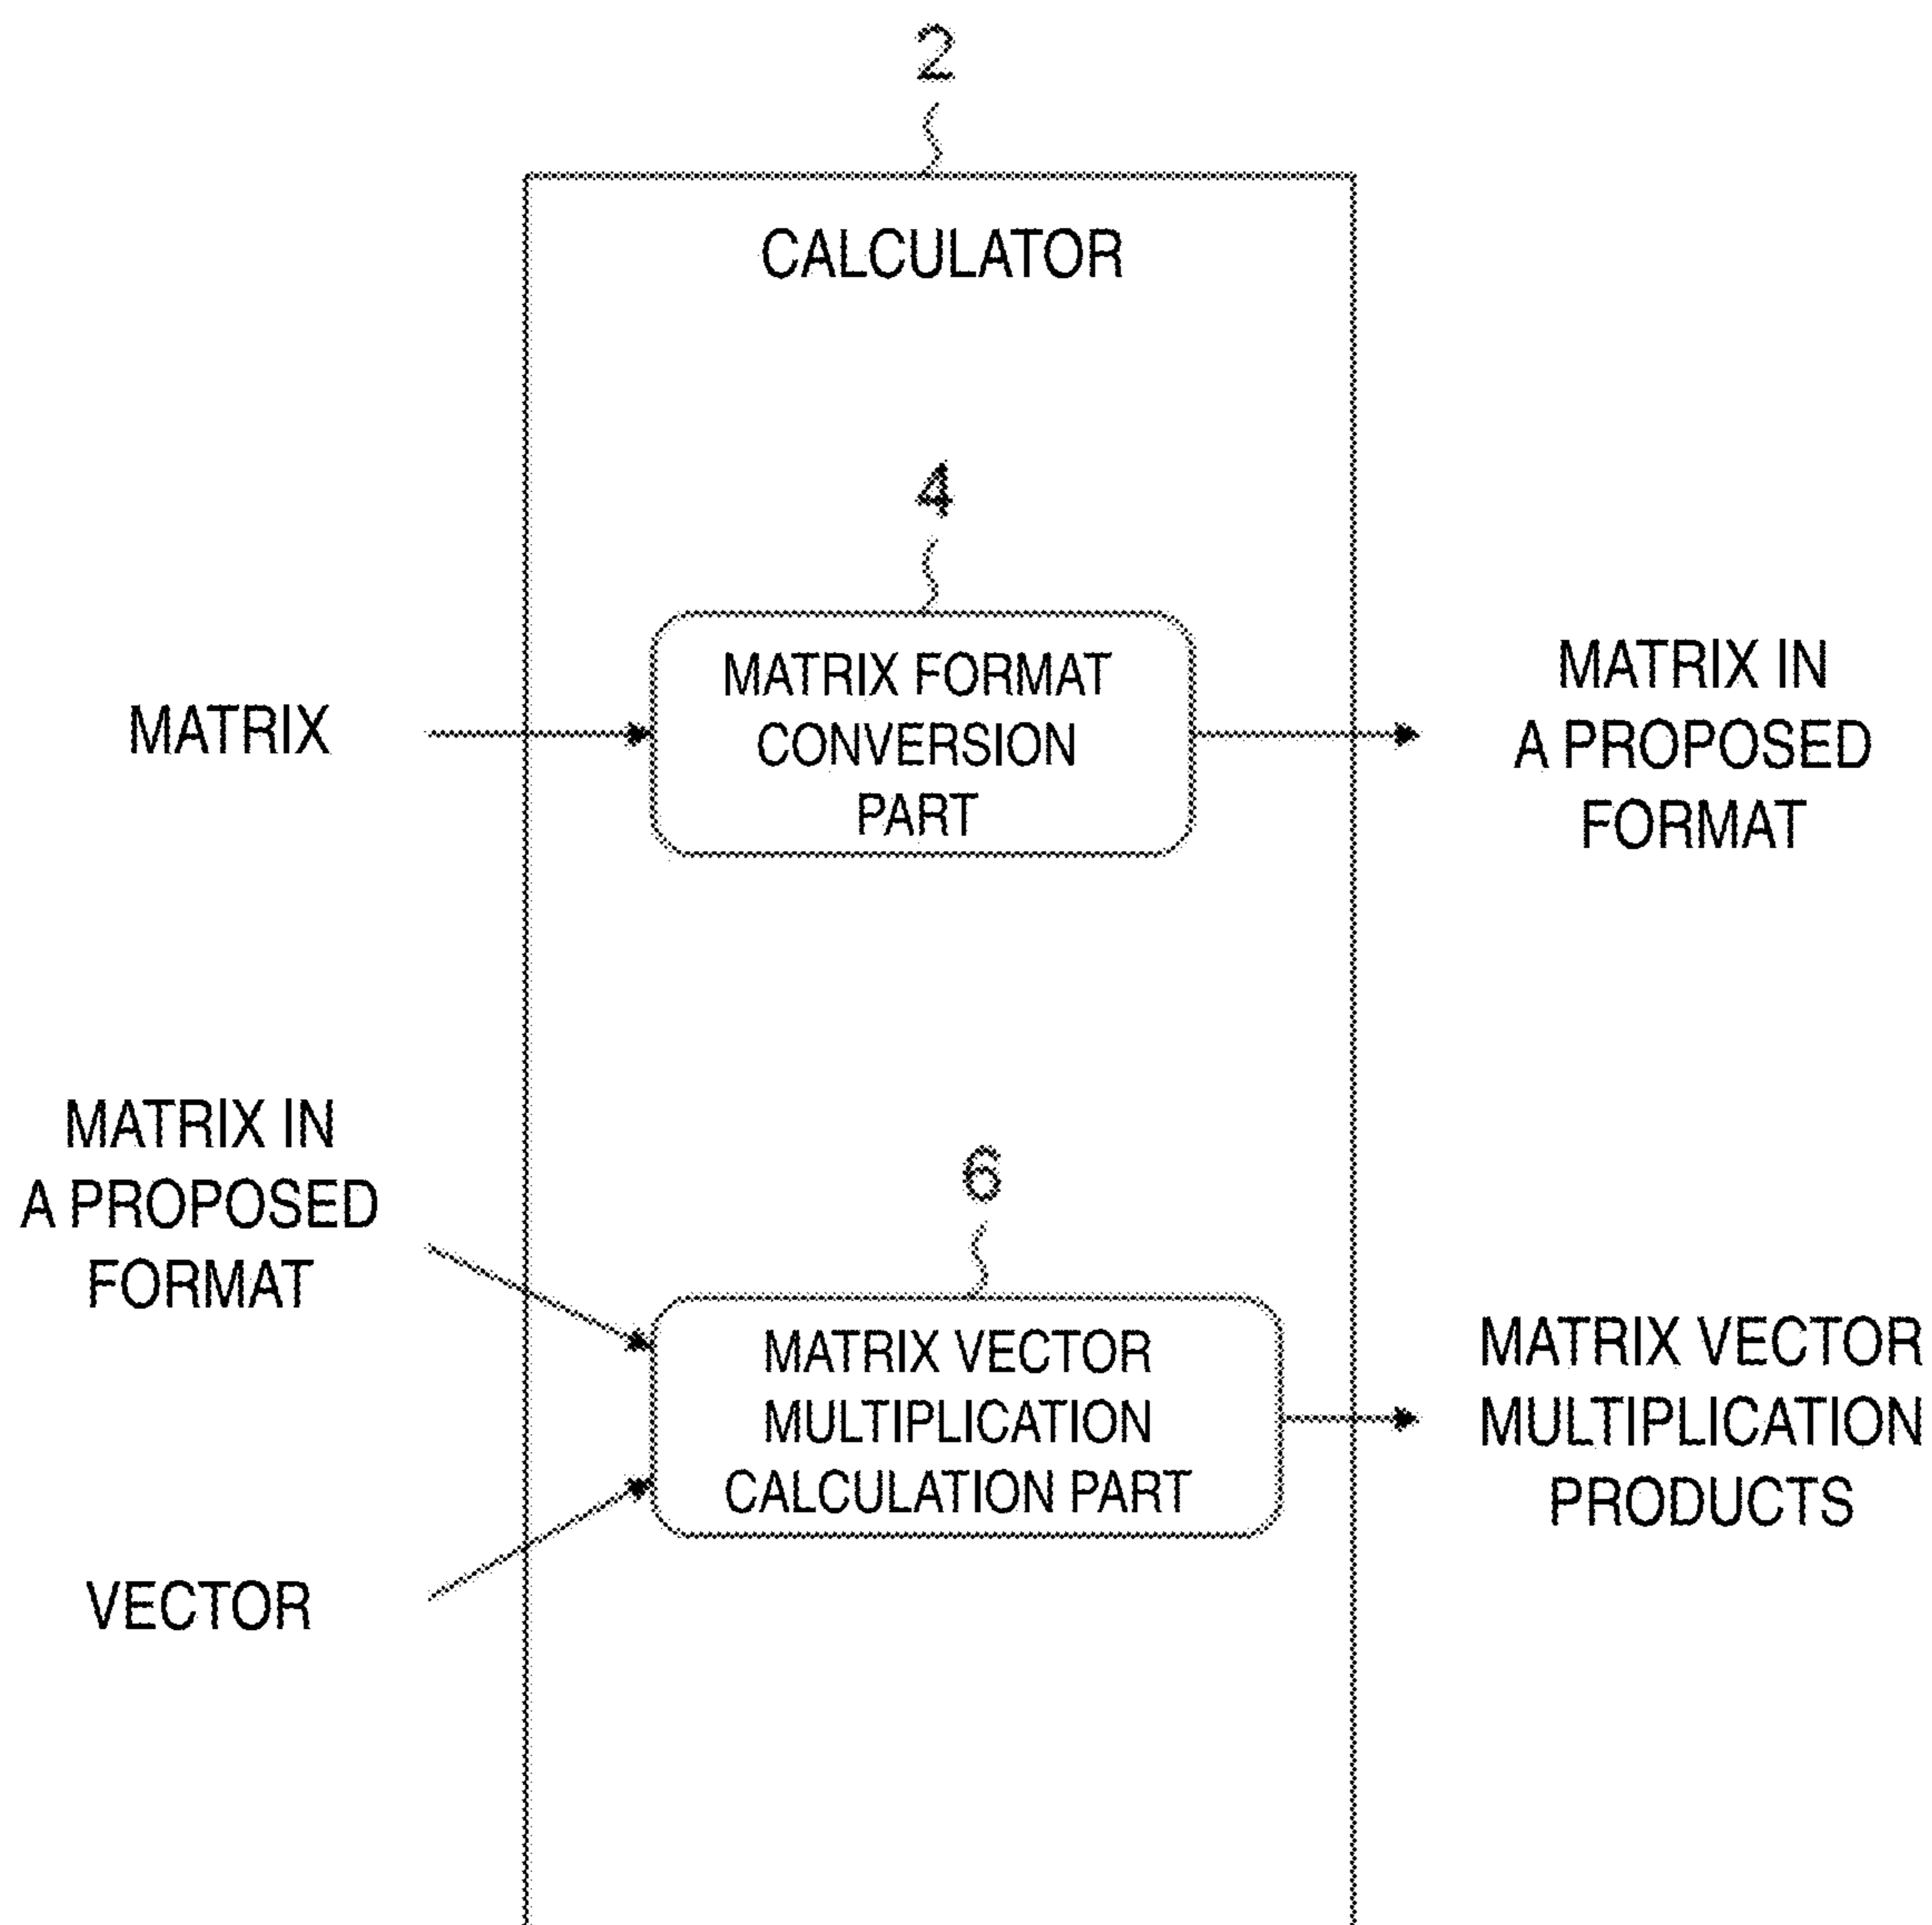 2
CALCULATOR
4
MATRIX
MATRIX FORMAT
CONVERSION
PART
MATRIX IN
A PROPOSED
FORMAT
MATRIX IN
A PROPOSED
FORMAT
VECTOR
6
MATRIX VECTOR
MULTIPLICATION
CALCULATION PART
MATRIX VECTOR
MULTIPLICATION
PRODUCTS